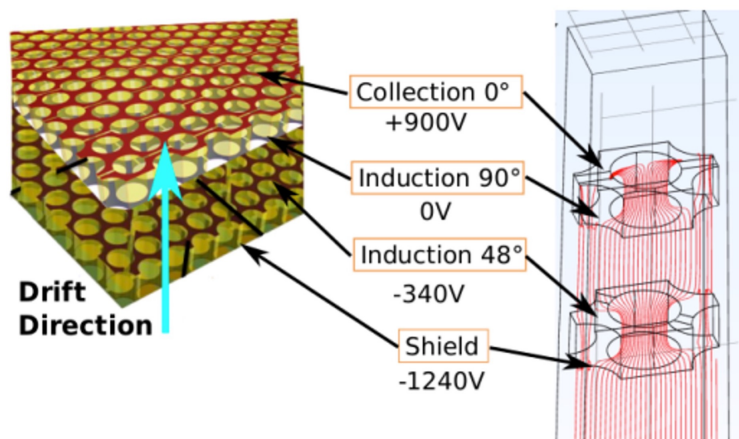 Collection 0°
+900V
Induction 90°
0V
Induction 48°
-340V
Drift
Direction
Shield
-1240V